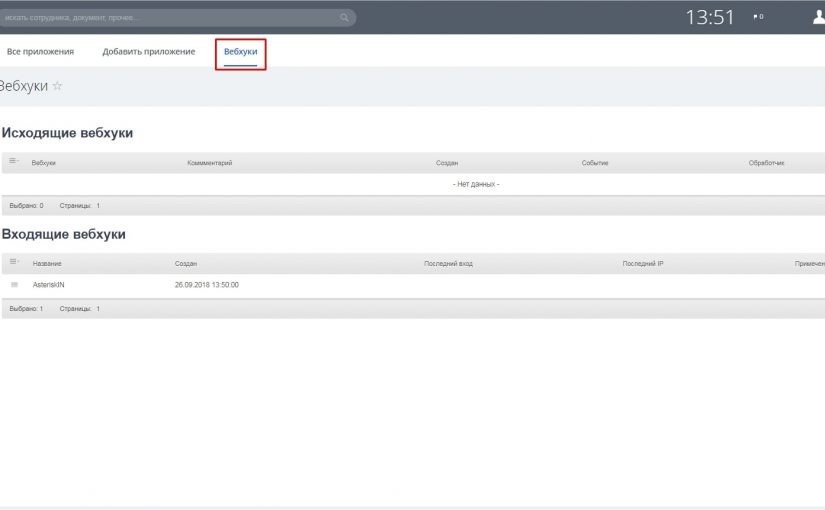 искать сотрудника, документ, прочее...
13:51
0
Все приложения Добавить приложение Вебхуки
Вебхуки
Исходящие вебхуки
Вебхуки Коммментарий Создан Событие Обработчик
- Нет данных -
Выбрано: 0 Страницы: 1
Входящие вебхуки
Название Создан Последний вход Последний IP Примечен
AsteriskIN 26.09.2018 13:50:00
Выбрано: 1 Страницы: 1